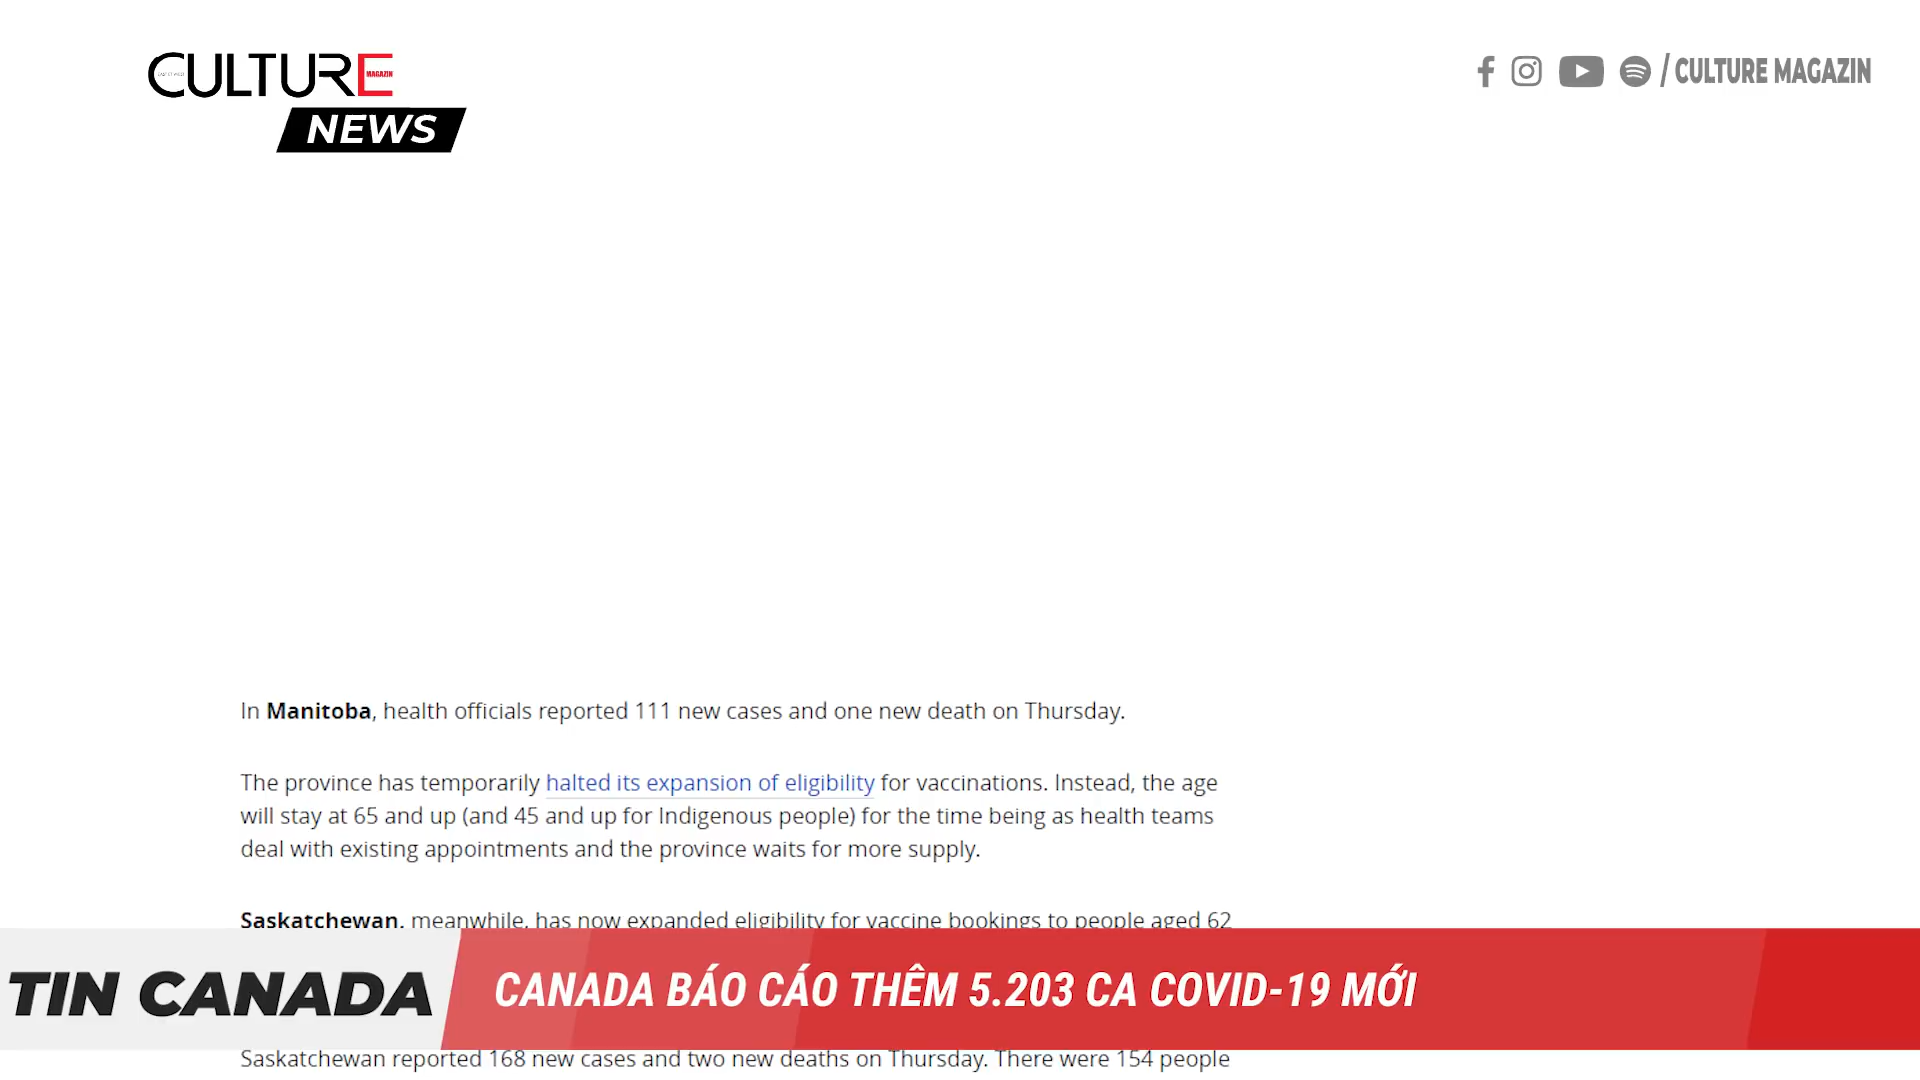 CULTURE
MAGAZIN
NEWS
/ CULTURE MAGAZIN
In Manitoba, health officials reported 111 new cases and one new death on Thursday.
The province has temporarily halted its expansion of eligibility for vaccinations. Instead, the age
will stay at 65 and up (and 45 and up for Indigenous people) for the time being as health teams
deal with existing appointments and the province waits for more supply.
Saskatchewan, meanwhile, has now expanded eligibility for vaccine bookings to people aged 62
TIN CANADA
CANADA BÁO CÁO THÊM 5.203 CA COVID-19 MỚI
Saskatchewan reported 168 new cases and two new deaths on Thursday. There were 154 people